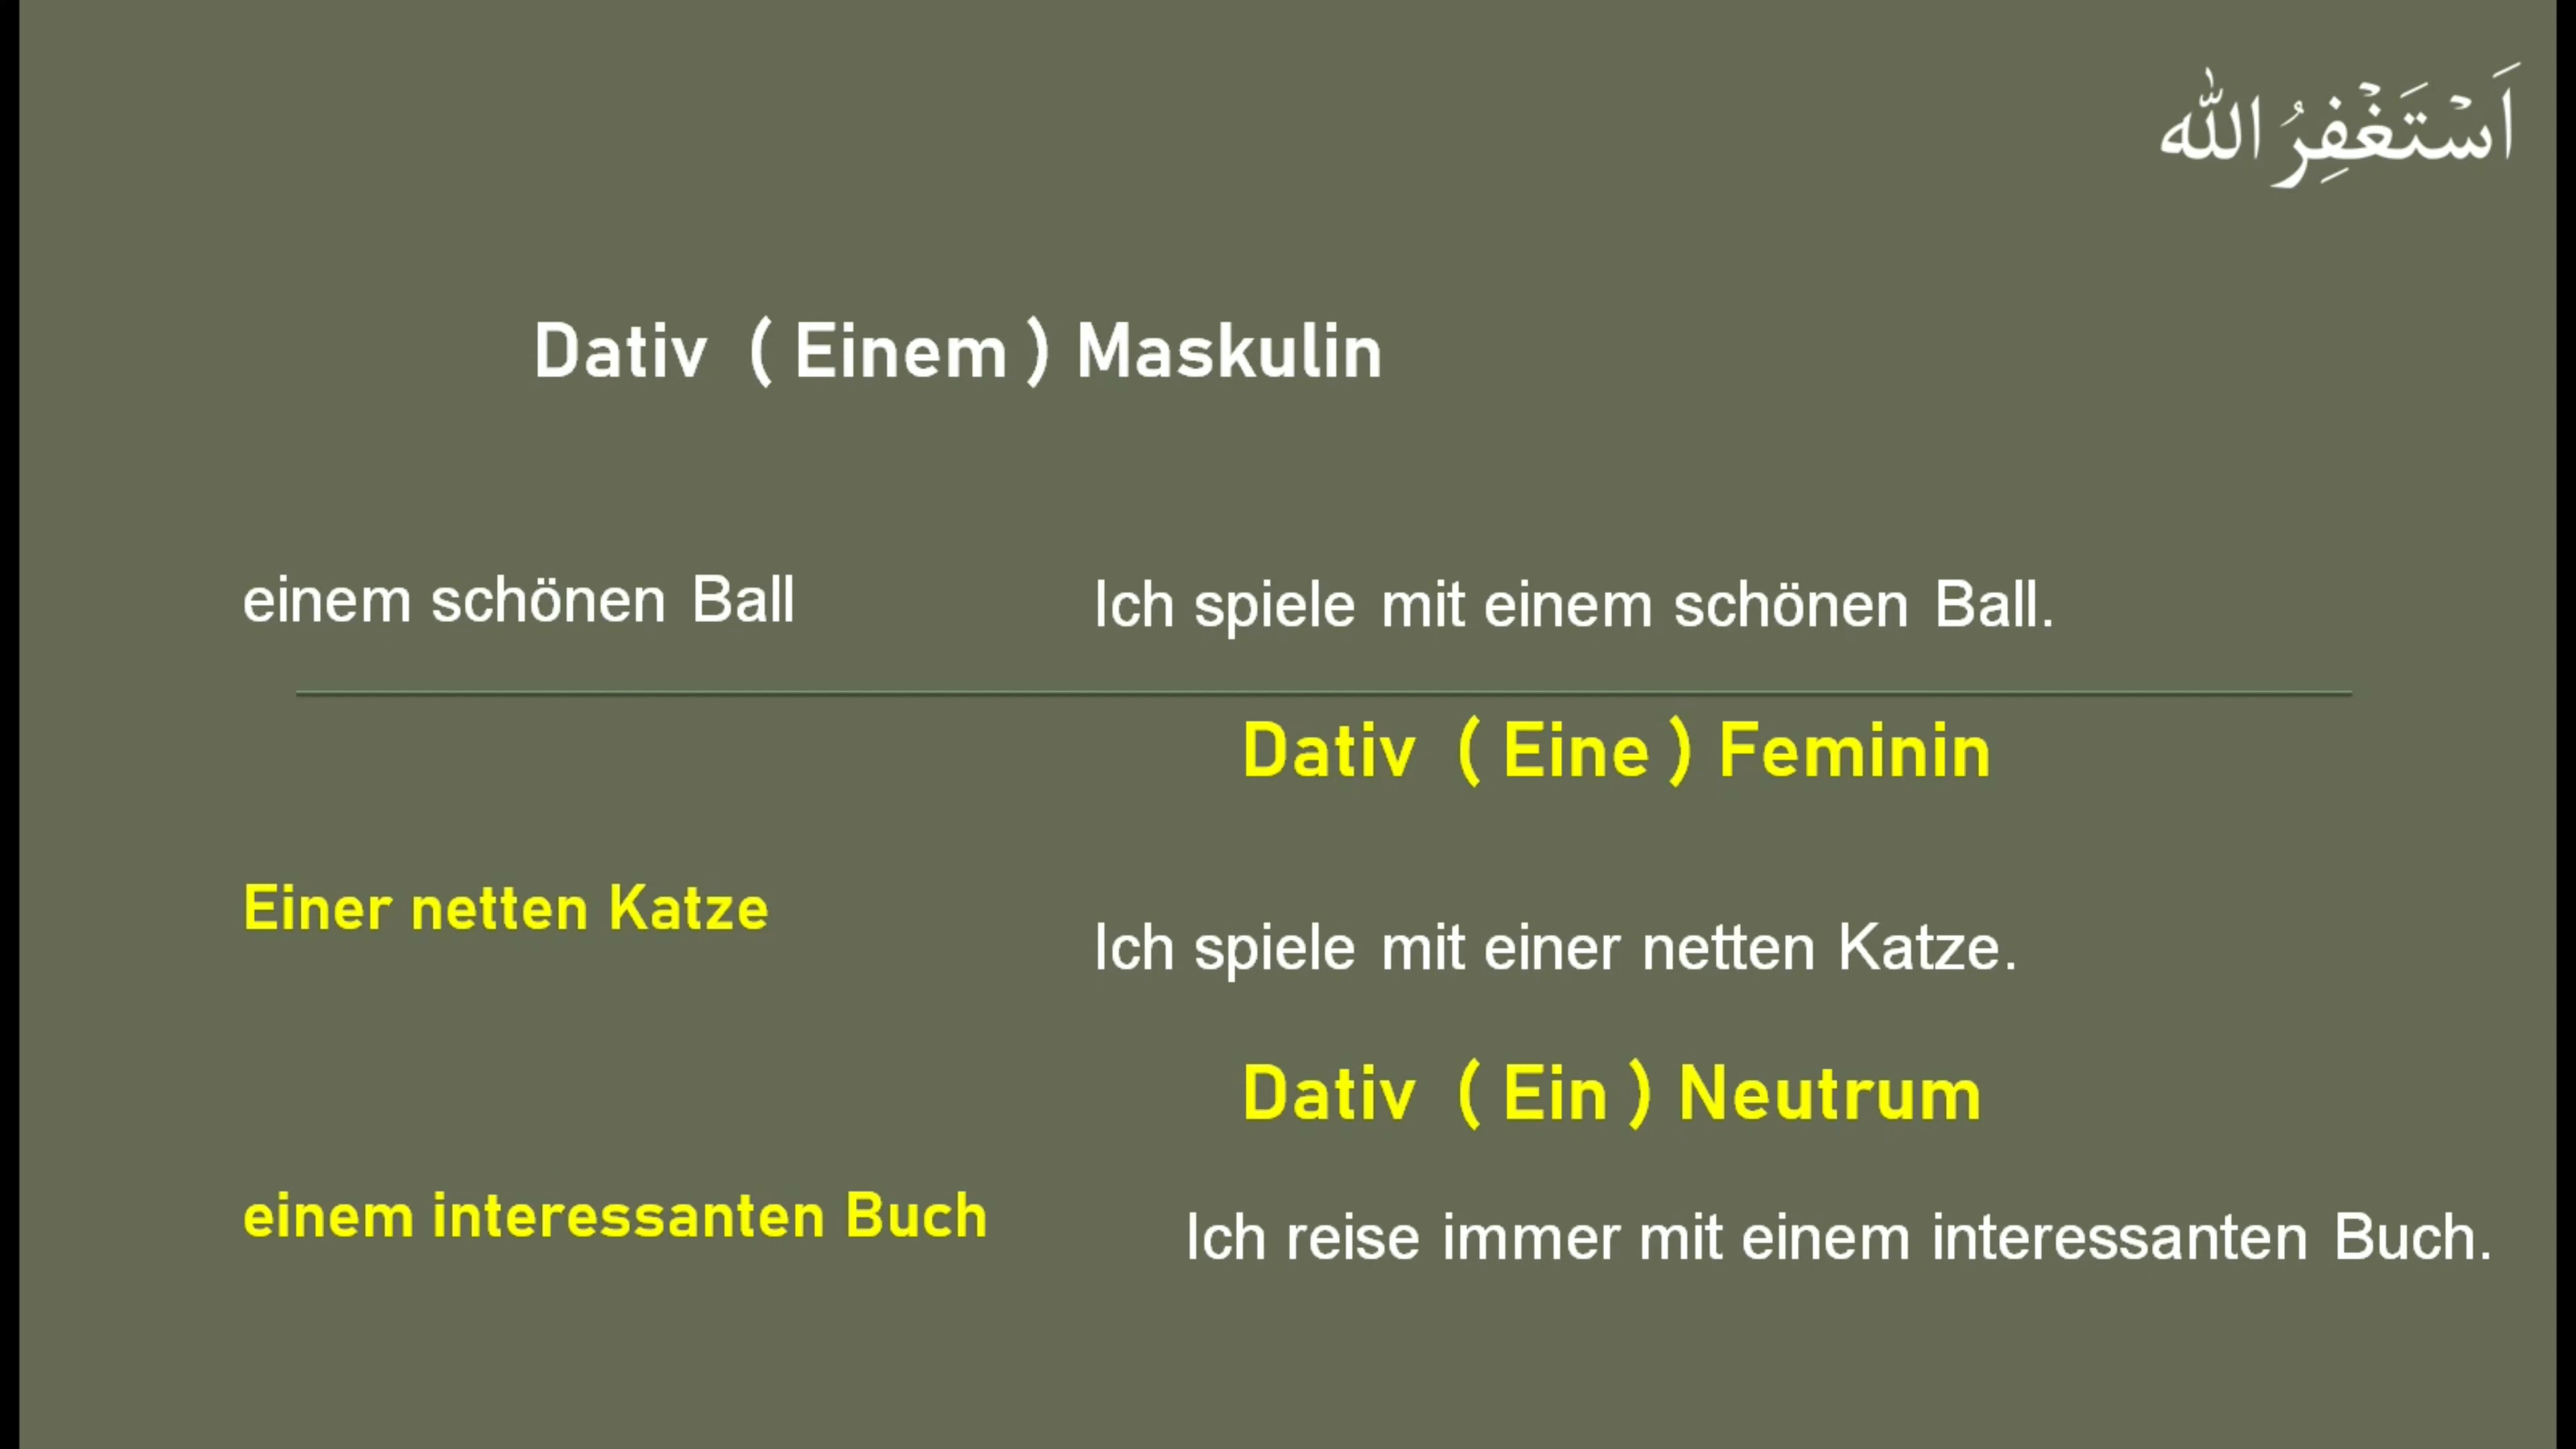 اَسْتَغْفِرُ اللّٰه
Dativ ( Einem ) Maskulin
einem schönen Ball
Ich spiele mit einem schönen Ball.
Dativ ( Eine ) Feminin
Einer netten Katze
Ich spiele mit einer netten Katze.
Dativ ( Ein ) Neutrum
einem interessanten Buch
Ich reise immer mit einem interessanten Buch.